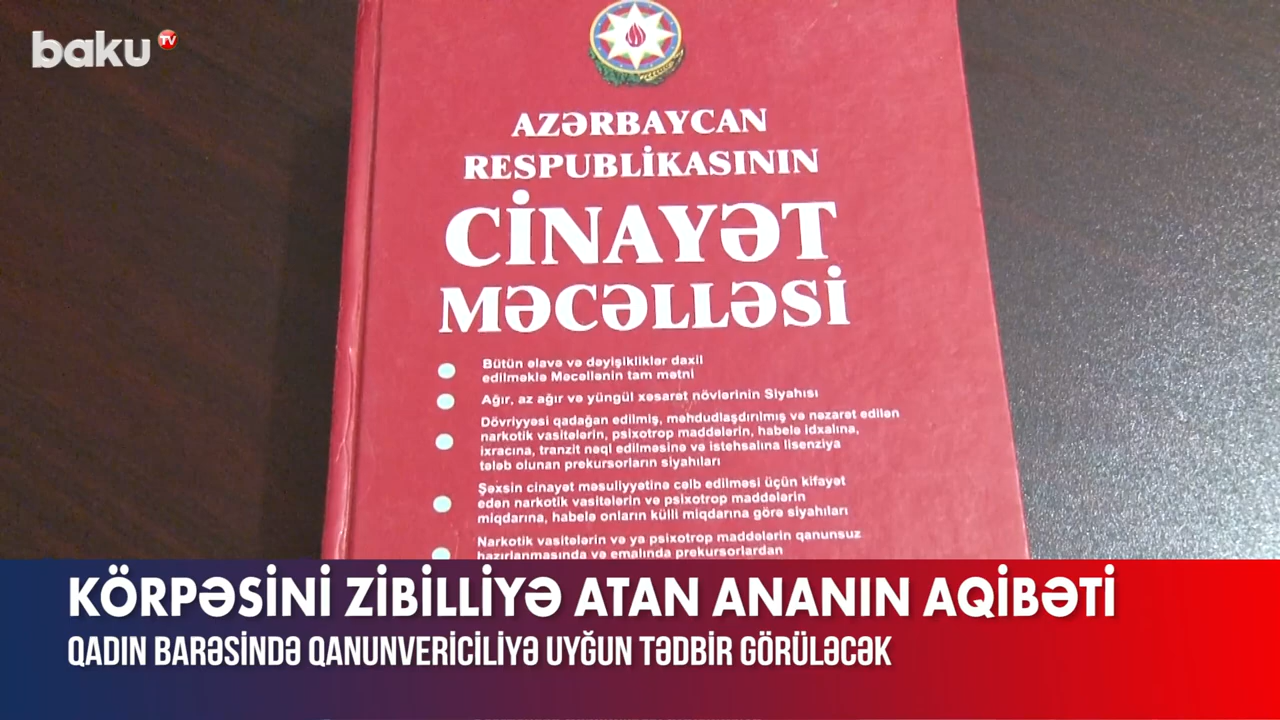 baku TV
AZƏRBAYCAN
RESPUBLİKASININ
CİNAYƏT
MƏCƏLLƏSİ
Bütün əlavə və dəyişikliklər daxil
edilməklə Məcəllənin tam mətni
Ağır, az ağır və yüngül xəsarət növlərinin Siyahısı
Dövriyyəsi qadağan edilmiş, məhdudlaşdırılmış və nəzarət edilən
narkotik vasitələrin, psixotrop maddələrin, habelə idxalına,
ixracına, tranzit nəql edilməsinə və istehsalına lisenziya
tələb olunan prekursorların siyahıları
Şəxsin cinayət məsuliyyətinə cəlb edilməsi üçün kifayət
edən narkotik vasitələrin və psixotrop maddələrin
miqdarına, habelə onların külli miqdarına görə siyahıları
Narkotik vasitələrin və ya psixotrop maddələrin qanunsuz
hazırlanmasında və emalında prekursorlardan
KÖRPƏSİNİ ZİBİLLİYƏ ATAN ANANIN AQİBƏTİ
QADIN BARƏSİNDƏ QANUNVERİCİLİYƏ UYĞUN TƏDBİR GÖRÜLƏCƏK